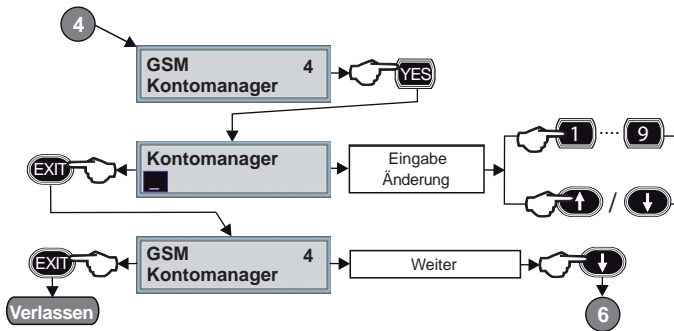 4
GSM 4
Kontomanager
YES
Kontomanager
_
EXIT
Eingabe
Änderung
1 .... 9
↑ / ↓
GSM 4
Kontomanager
EXIT
Weiter
↓
Verlassen
6